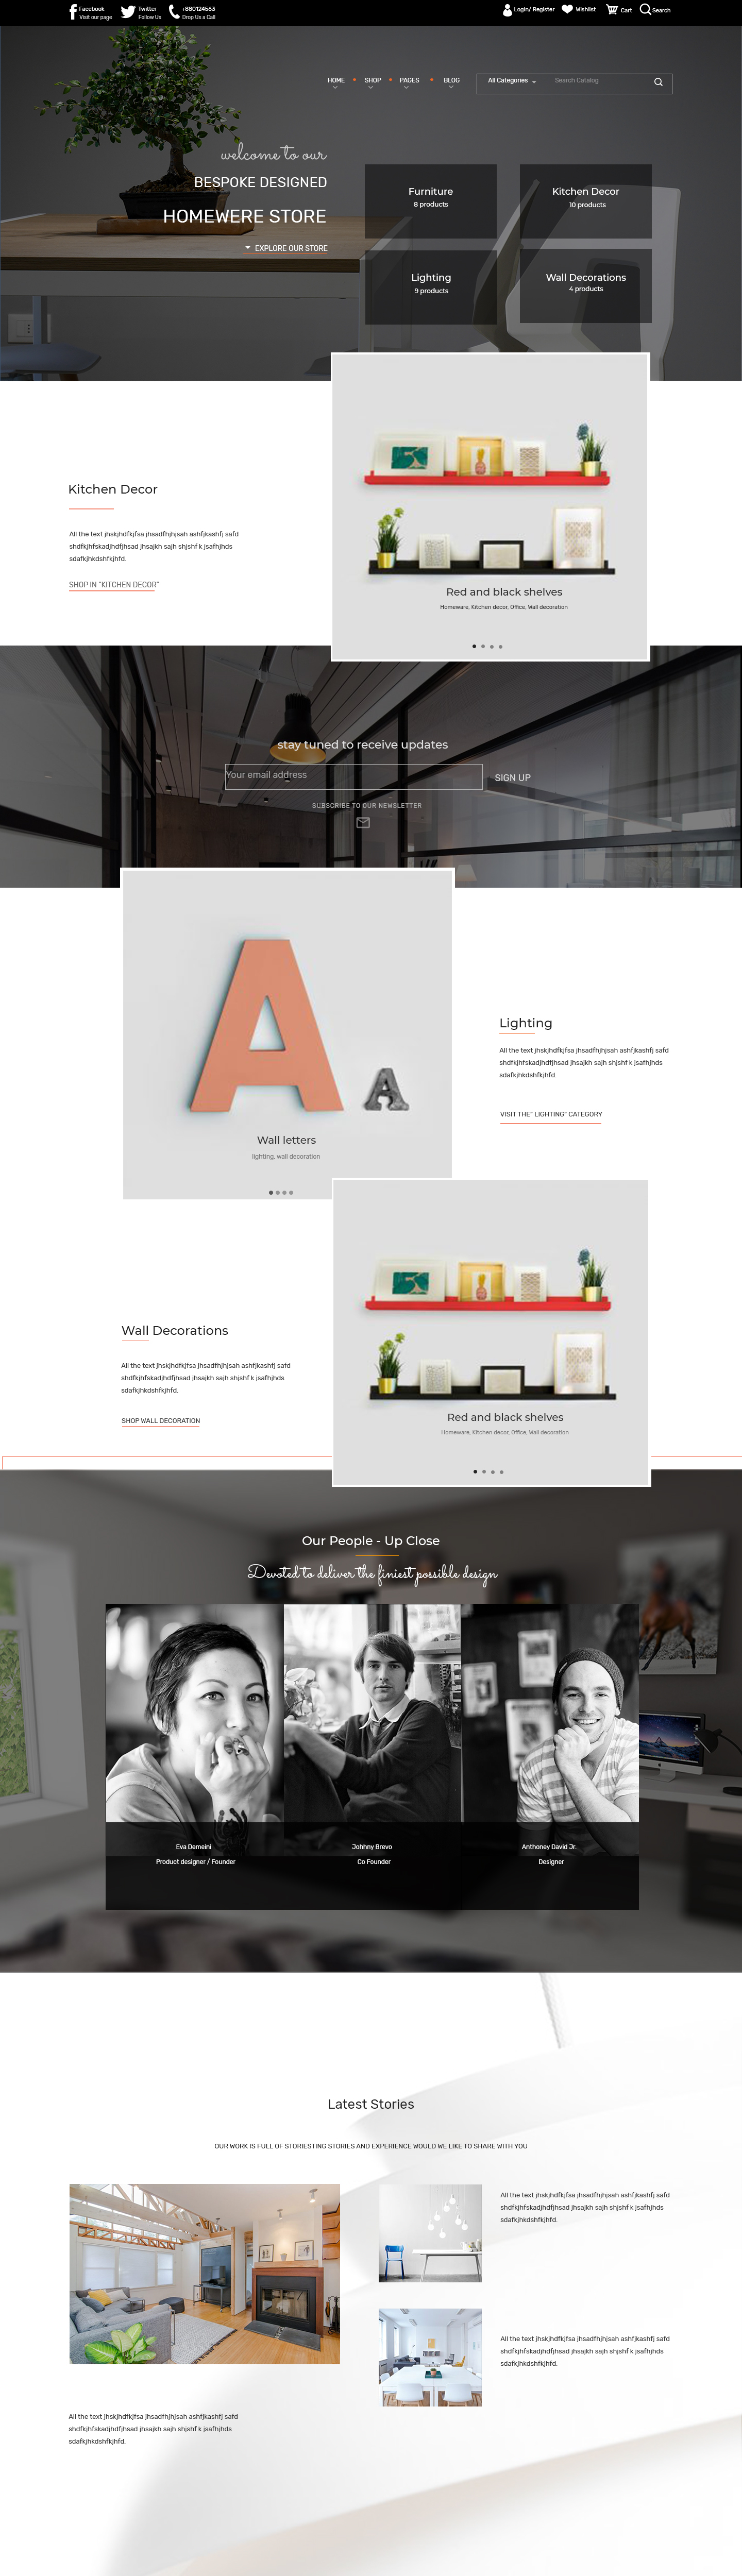 Facebook
Visit our page
Twitter
Follow Us
+880124563
Drop Us a Call
Login/ Register
Wishlist
Cart
Search
HOME
SHOP
PAGES
BLOG
All Categories
Search Catalog
welcome to our
BESPOKE DESIGNED
HOMEWERE STORE
EXPLORE OUR STORE
Furniture
8 products
Kitchen Decor
10 products
Lighting
9 products
Wall Decorations
4 products
Kitchen Decor
All the text jhskjhdfkjfsa jhsadfhjhjsah ashfjkashfj safd
shdfkjhfskadjhdfjhsad jhsajkh sajh shjshf k jsafhjhds
sdafkjhkdshfkjhfd.
SHOP IN "KITCHEN DECOR"
Red and black shelves
Homeware, Kitchen decor, Office, Wall decoration
stay tuned to receive updates
Your email address
SIGN UP
SUBSCRIBE TO OUR NEWSLETTER
A
A
Wall letters
lighting, wall decoration
Lighting
All the text jhskjhdfkjfsa jhsadfhjhjsah ashfjkashfj safd
shdfkjhfskadjhdfjhsad jhsajkh sajh shjshf k jsafhjhds
sdafkjhkdshfkjhfd.
VISIT THE" LIGHTING" CATEGORY
Red and black shelves
Homeware, Kitchen decor, Office, Wall decoration
Wall Decorations
All the text jhskjhdfkjfsa jhsadfhjhjsah ashfjkashfj safd
shdfkjhfskadjhdfjhsad jhsajkh sajh shjshf k jsafhjhds
sdafkjhkdshfkjhfd.
SHOP WALL DECORATION
Our People - Up Close
Devoted to deliver the finiest possible design
Eva Demeini
Product designer / Founder
Johhny Brevo
Co Founder
Anthoney David Jr.
Designer
Latest Stories
OUR WORK IS FULL OF STORIESTING STORIES AND EXPERIENCE WOULD WE LIKE TO SHARE WITH YOU
All the text jhskjhdfkjfsa jhsadfhjhjsah ashfjkashfj safd
shdfkjhfskadjhdfjhsad jhsajkh sajh shjshf k jsafhjhds
sdafkjhkdshfkjhfd.
All the text jhskjhdfkjfsa jhsadfhjhjsah ashfjkashfj safd
shdfkjhfskadjhdfjhsad jhsajkh sajh shjshf k jsafhjhds
sdafkjhkdshfkjhfd.
All the text jhskjhdfkjfsa jhsadfhjhjsah ashfjkashfj safd
shdfkjhfskadjhdfjhsad jhsajkh sajh shjshf k jsafhjhds
sdafkjhkdshfkjhfd.